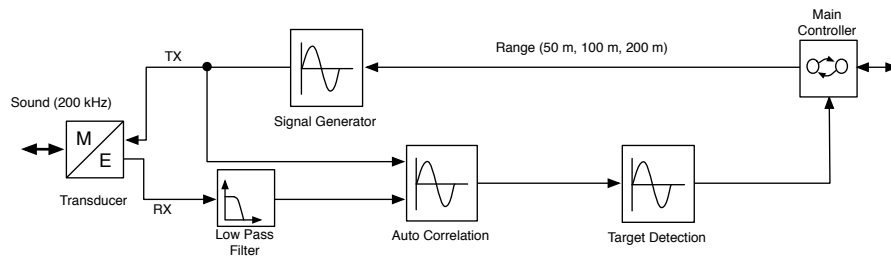 Main
Controller
TX
Range (50 m, 100 m, 200 m)
Sound (200 kHz)
Signal Generator
M
E
Transducer
RX
Low Pass
Filter
Auto Correlation
Target Detection